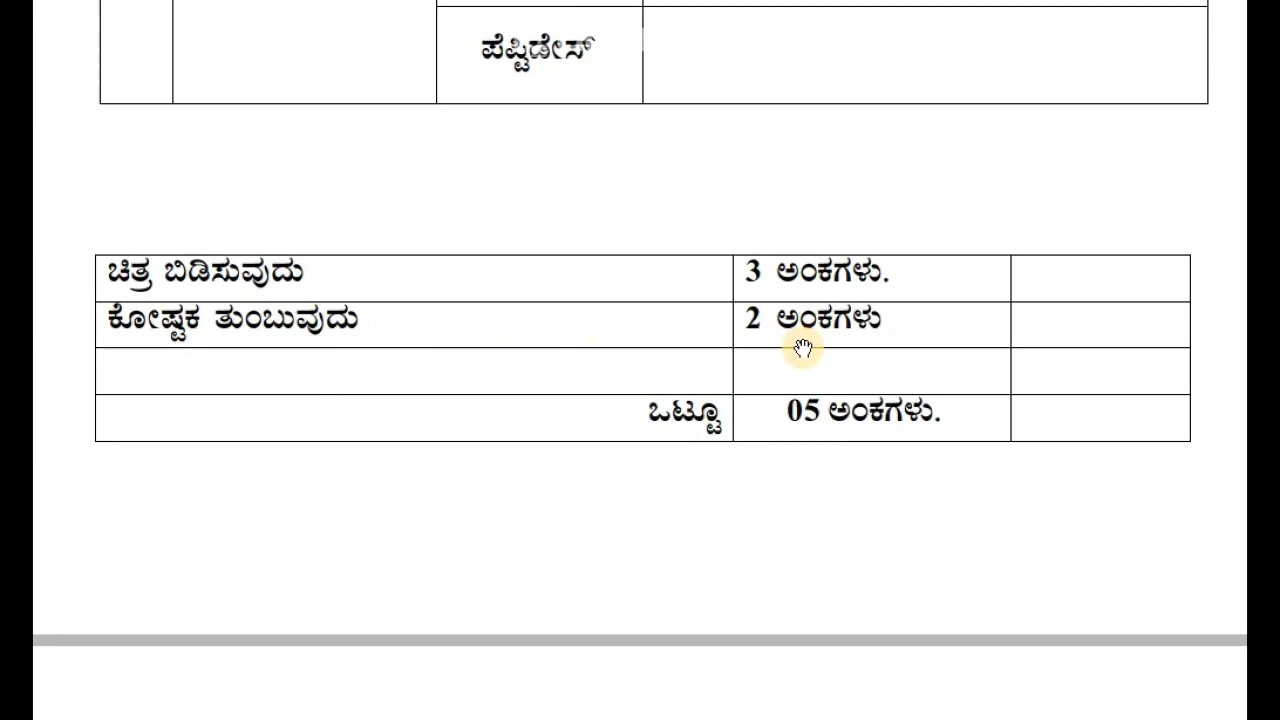 ಪೆಪ್ಟಿಡೇಸ್
ಚಿತ್ರ ಬಿಡಿಸುವುದು 3 ಅಂಕಗಳು.
ಕೋಷ್ಟಕ ತುಂಬುವುದು 2 ಅಂಕಗಳು
ಒಟ್ಟೂ 05 ಅಂಕಗಳು.